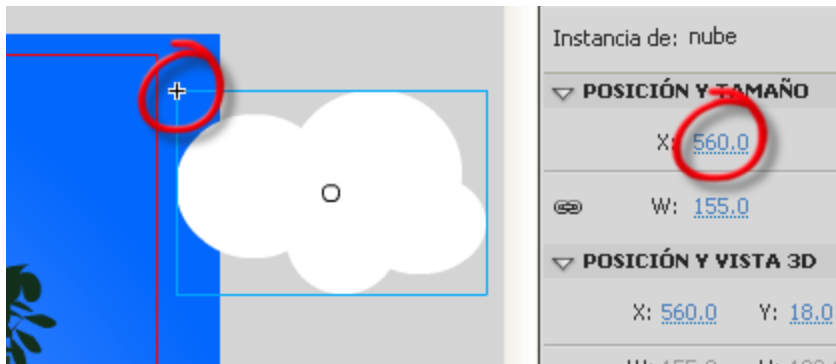 Instancia de: nube
POSICIÓN Y TAMAÑO
X: 560.0
W: 155.0
POSICIÓN Y VISTA 3D
X: 560.0 Y: 18.0